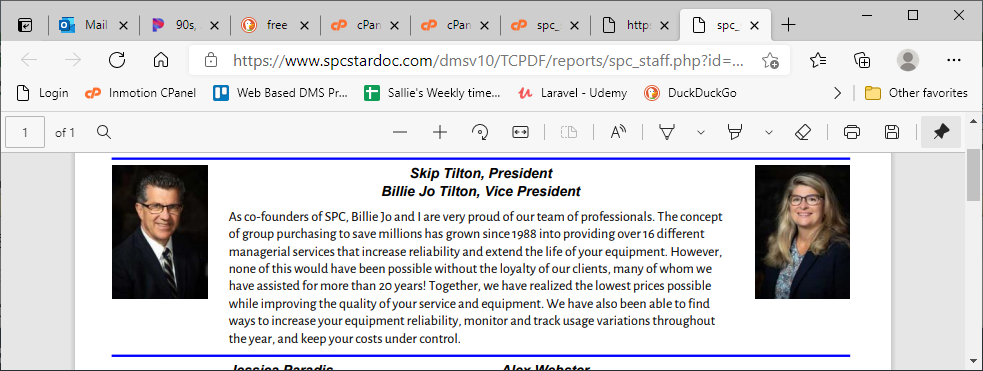 Mail
90s,
free
cPan
cPan
spc_
http
spc_
https://www.spcstardoc.com/dmsv10/TCPDF/reports/spc_staff.php?id=...
Login
Inmotion CPanel
Web Based DMS Pr...
Sallie's Weekly time...
Laravel - Udemy
DuckDuckGo
Other favorites
1 of 1
Skip Tilton, President
Billie Jo Tilton, Vice President
As co-founders of SPC, Billie Jo and I are very proud of our team of professionals. The concept
of group purchasing to save millions has grown since 1988 into providing over 16 different
managerial services that increase reliability and extend the life of your equipment. However,
none of this would have been possible without the loyalty of our clients, many of whom we
have assisted for more than 20 years! Together, we have realized the lowest prices possible
while improving the quality of your service and equipment. We have also been able to find
ways to increase your equipment reliability, monitor and track usage variations throughout
the year, and keep your costs under control.
Jessica Paradis
Alex Webster